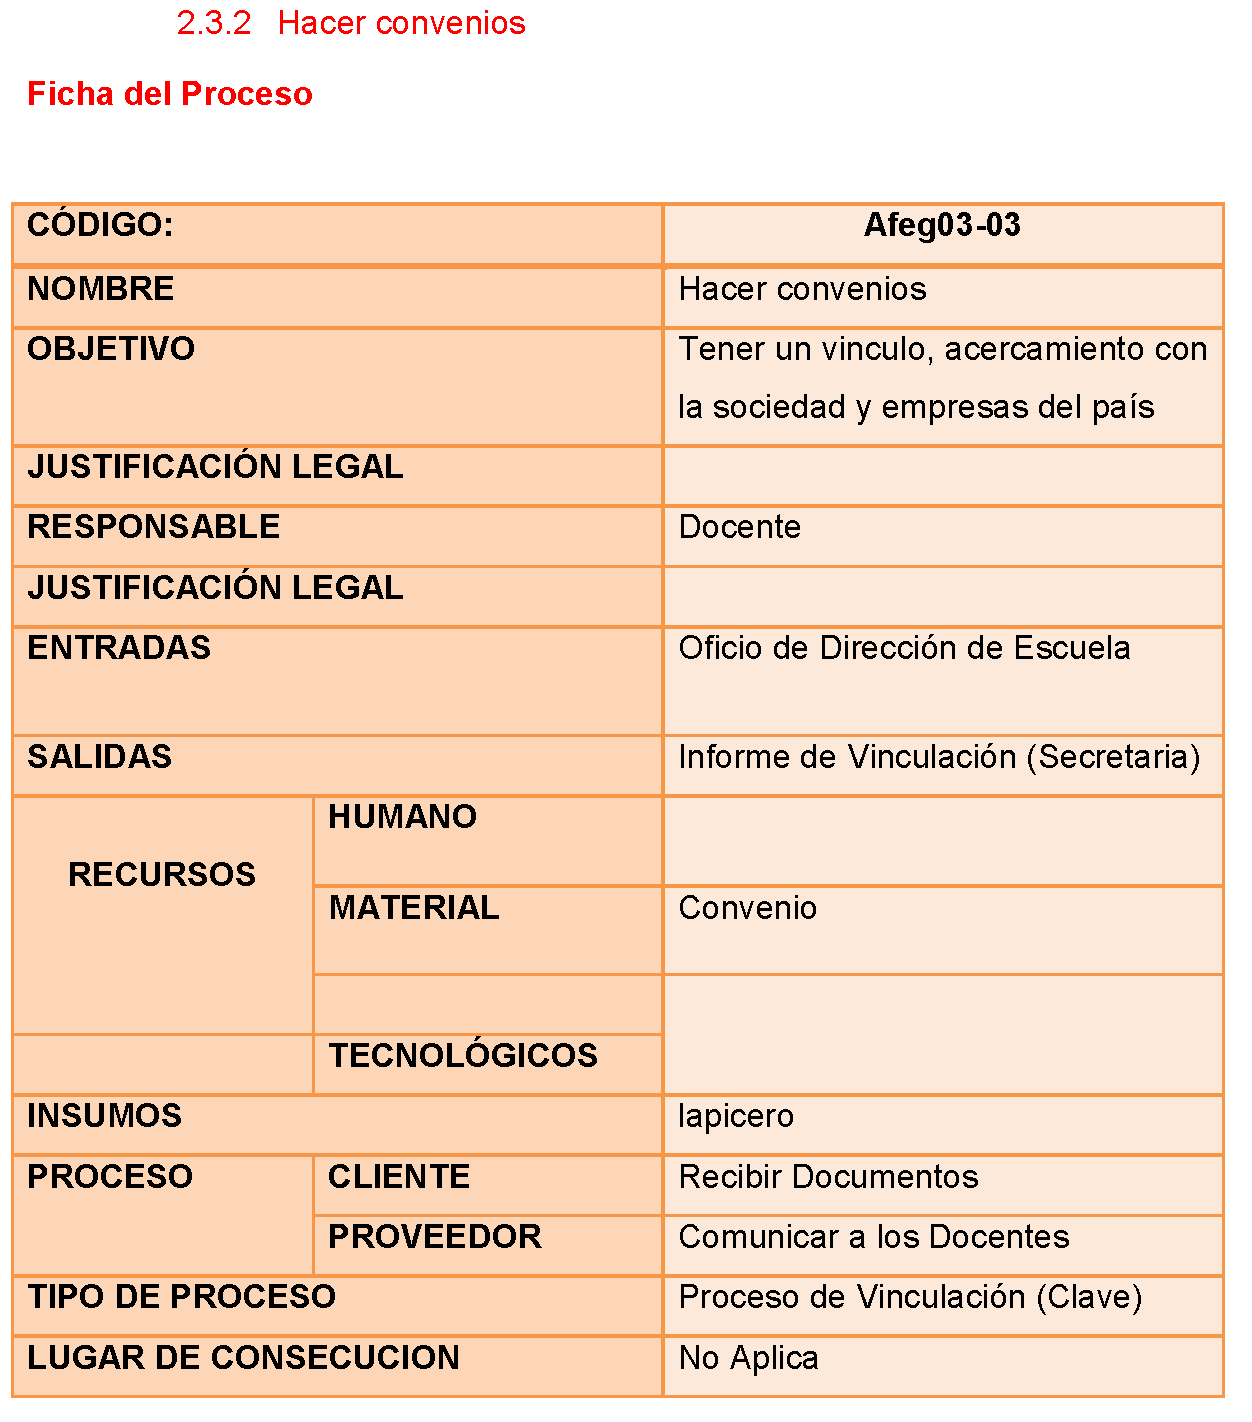 2.3.2 Hacer convenios
Ficha del Proceso
CÓDIGO: Afeg03-03
NOMBRE Hacer convenios
OBJETIVO Tener un vinculo, acercamiento con
la sociedad y empresas del país
JUSTIFICACIÓN LEGAL
RESPONSABLE Docente
JUSTIFICACIÓN LEGAL
ENTRADAS Oficio de Dirección de Escuela
SALIDAS Informe de Vinculación (Secretaria)
HUMANO
RECURSOS
MATERIAL Convenio
TECNOLÓGICOS
INSUMOS lapicero
PROCESO CLIENTE Recibir Documentos
PROVEEDOR Comunicar a los Docentes
TIPO DE PROCESO Proceso de Vinculación (Clave)
LUGAR DE CONSECUCION No Aplica